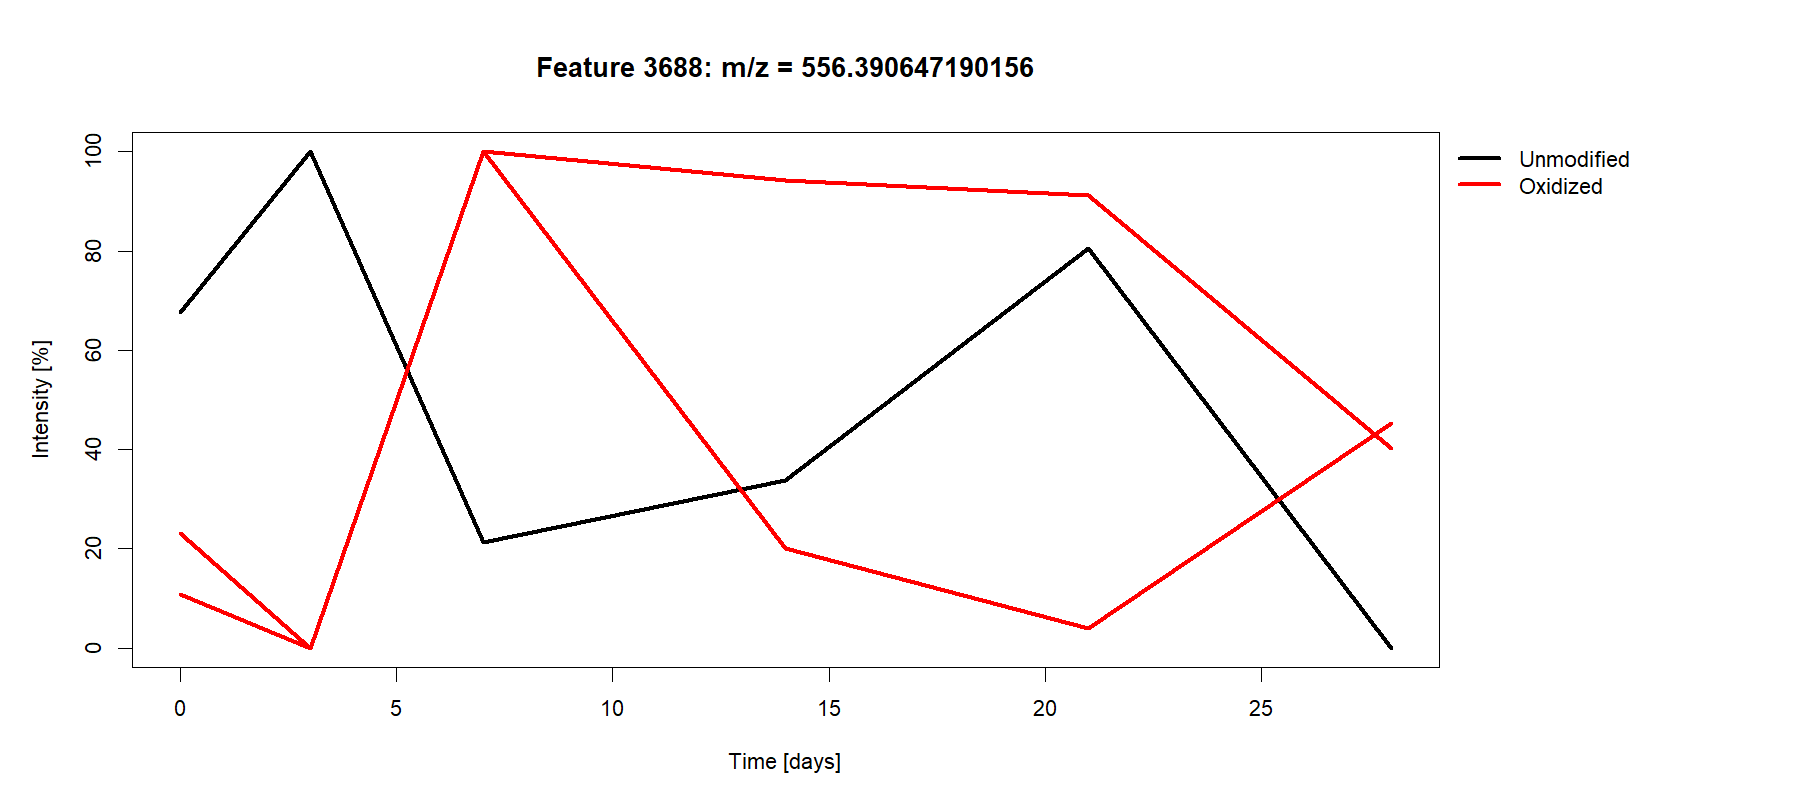 Feature 3688: m/z = 556.390647190156
Unmodified
Oxidized
100
80
60
40
20
0
Intensity [%]
0 5 10 15 20 25
Time [days]